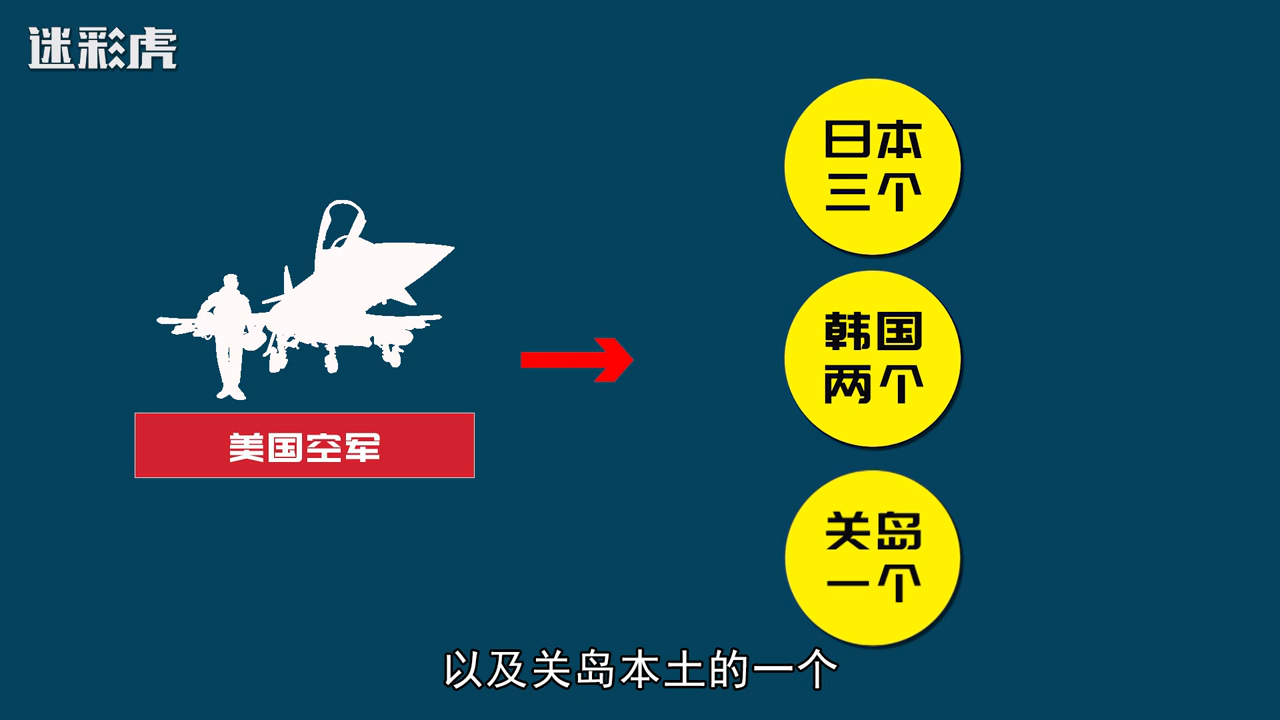 迷彩虎
日本
三个
韩国
两个
美国空军
关岛
一个
以及关岛本土的一个